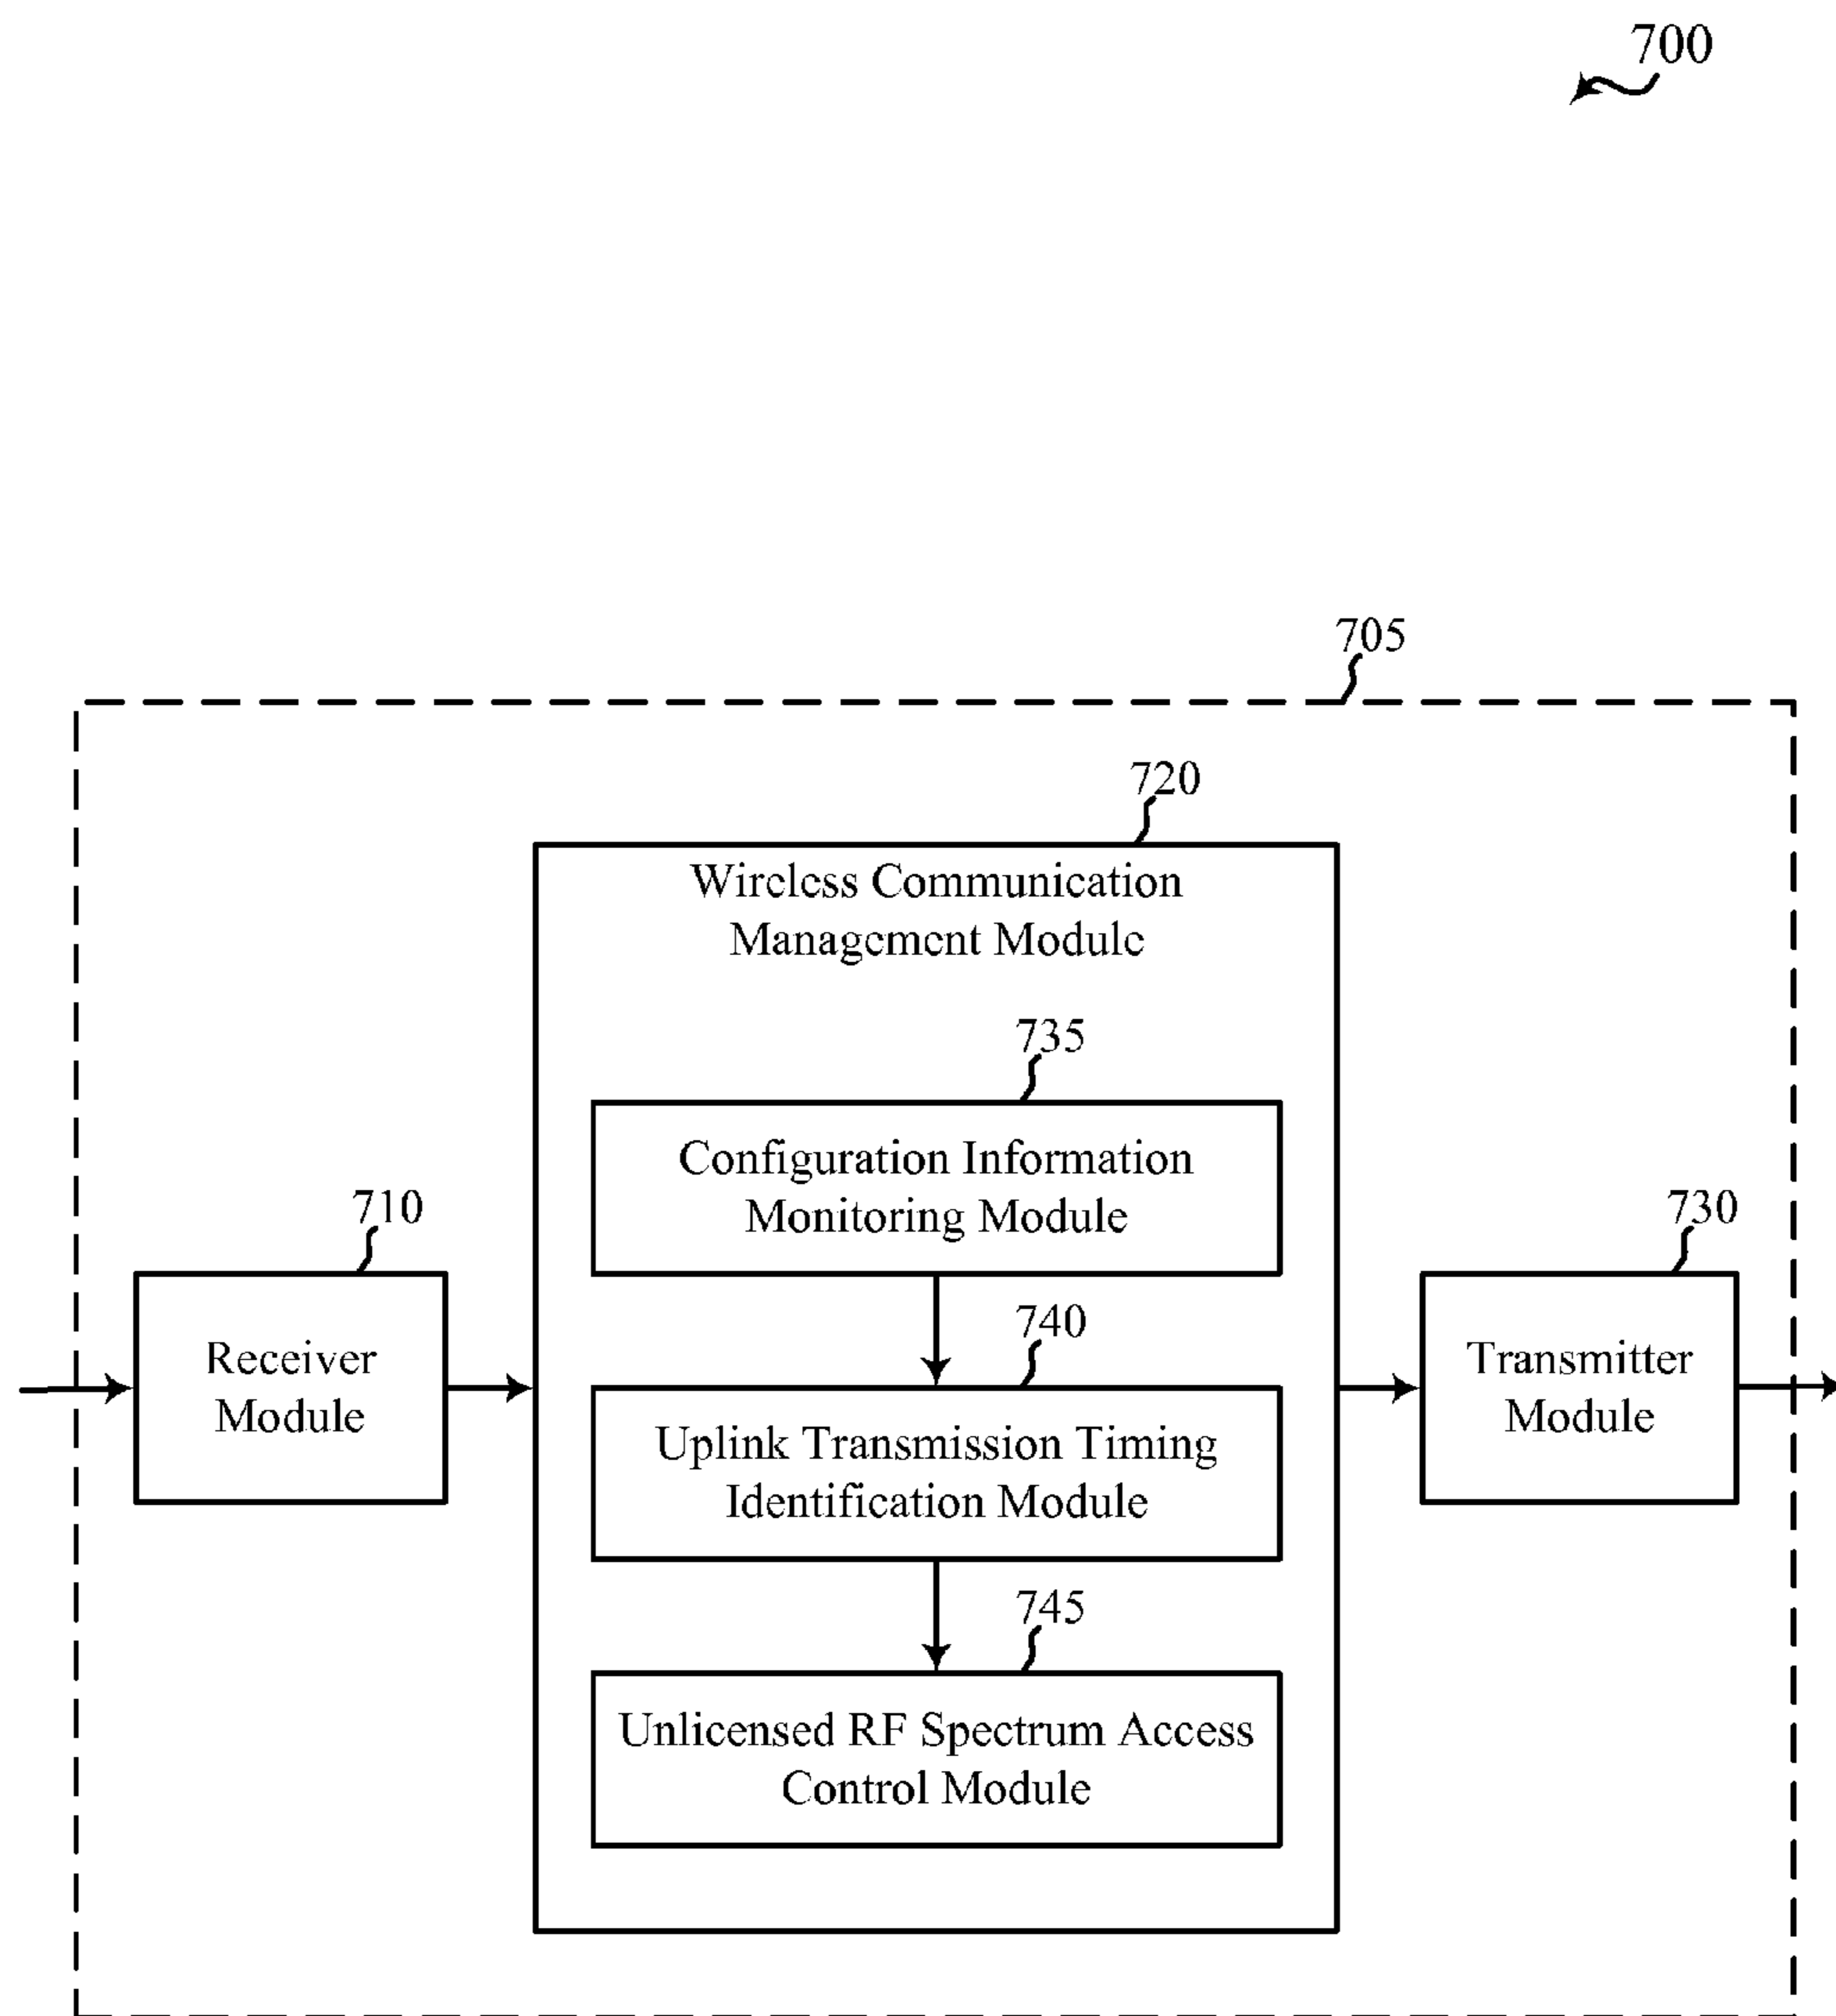 700
705
720
Wireless Communication
Management Module
735
Configuration Information
Monitoring Module
710
730
740
Receiver
Module
Transmitter
Module
Uplink Transmission Timing
Identification Module
745
Unlicensed RF Spectrum Access
Control Module